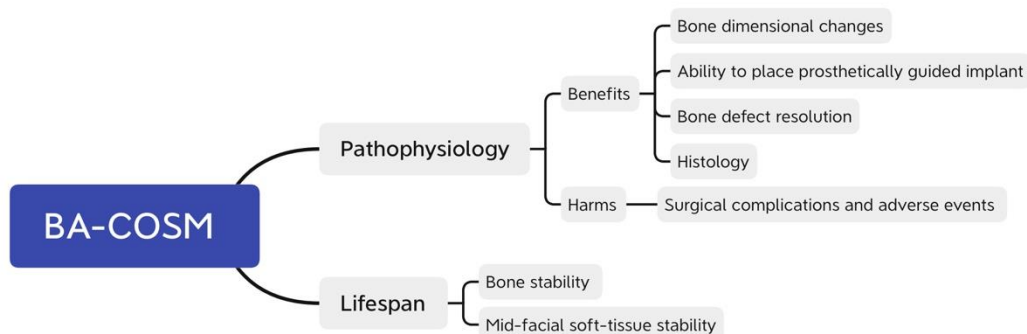 BA-COSM
Pathophysiology
Benefits
Bone dimensional changes
Ability to place prosthetically guided implant
Bone defect resolution
Histology
Harms
Surgical complications and adverse events
Lifespan
Bone stability
Mid-facial soft-tissue stability